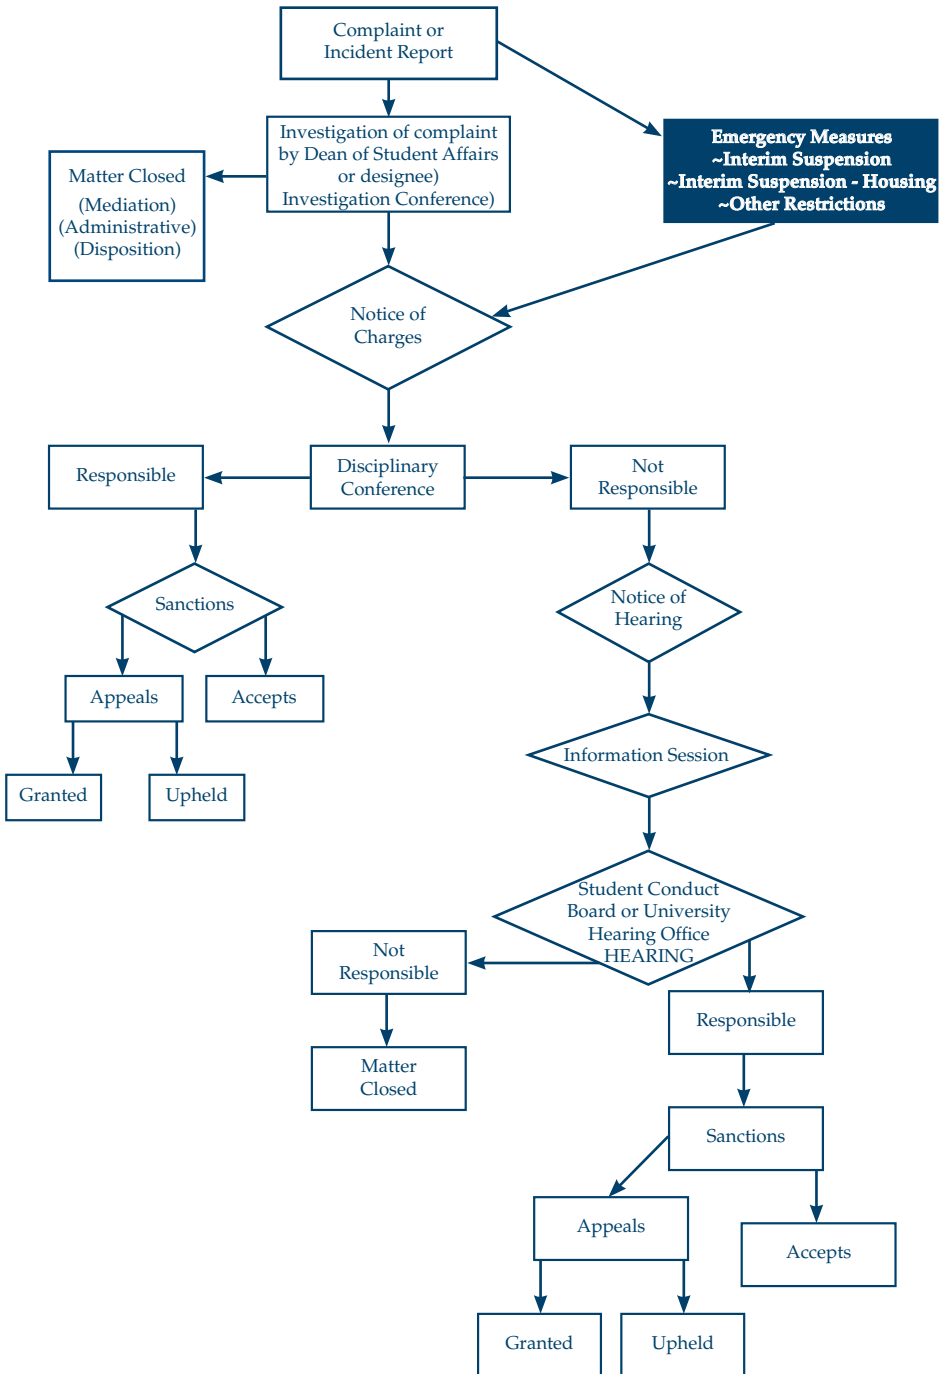 Complaint or
Incident Report
Emergency Measures
~Interim Suspension
~Interim Suspension - Housing
~Other Restrictions
Investigation of complaint
by Dean of Student Affairs
or designee)
Investigation Conference)
Matter Closed
(Mediation)
(Administrative)
(Disposition)
Notice of
Charges
Responsible
Disciplinary
Conference
Not
Responsible
Sanctions
Notice of
Hearing
Appeals
Accepts
Information Session
Granted
Upheld
Student Conduct
Board or University
Hearing Office
HEARING
Not
Responsible
Responsible
Matter
Closed
Sanctions
Appeals
Accepts
Granted
Upheld